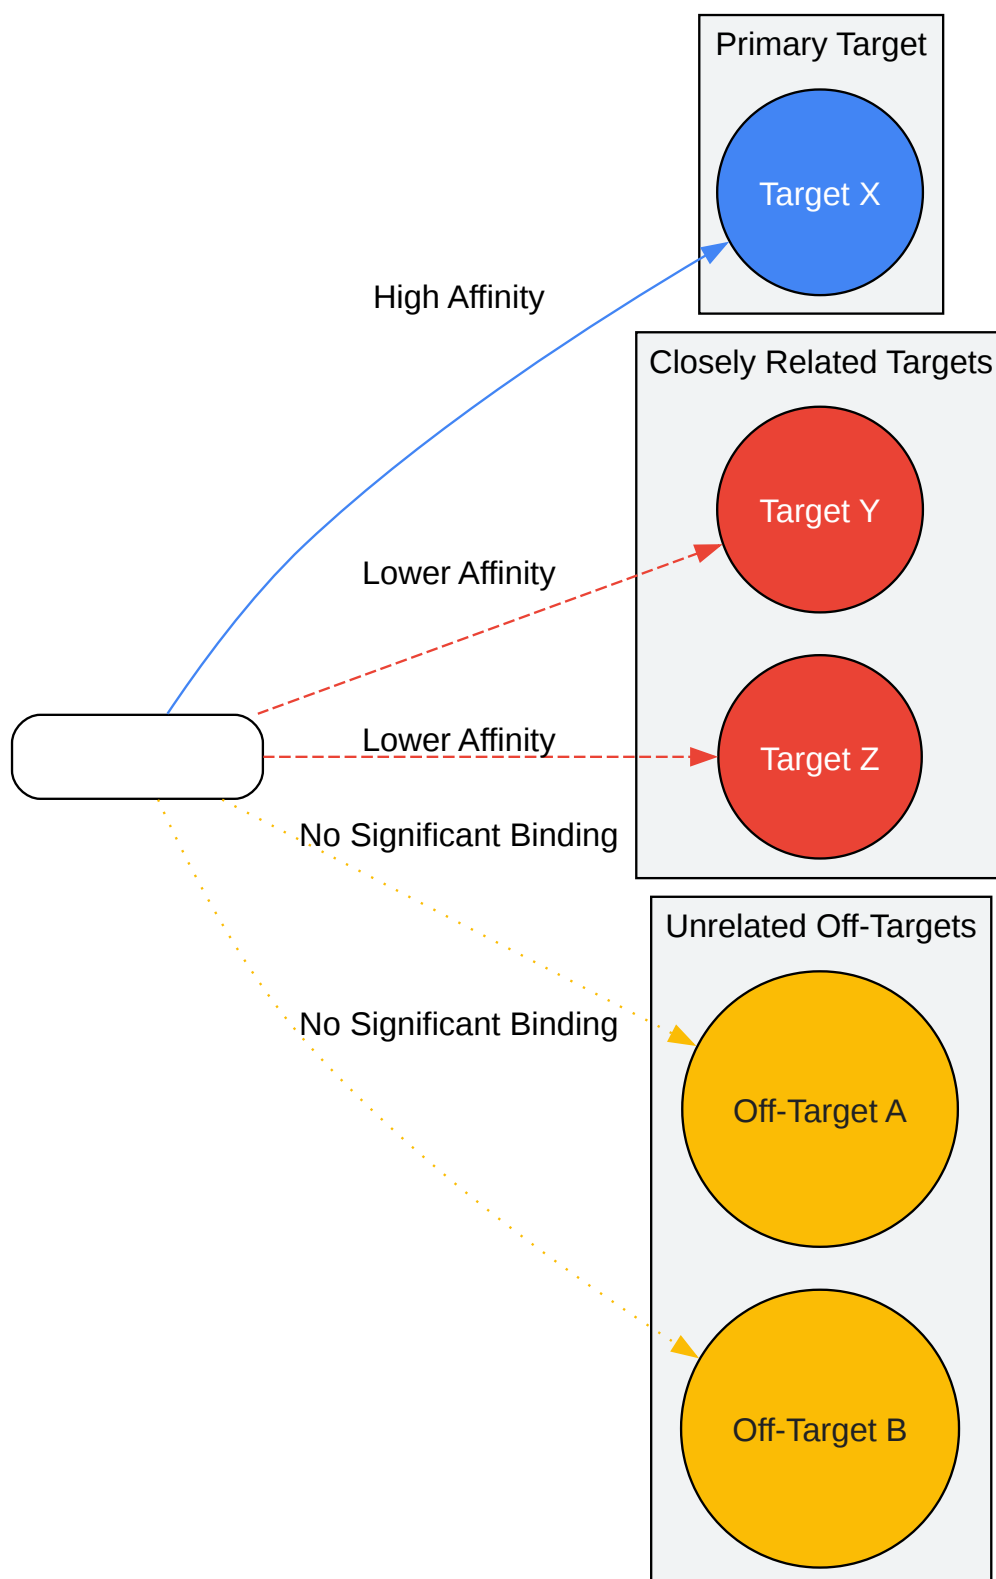 Primary Target
Target X
High Affinity
Closely Related Targets
Target Y
Lower Affinity
Lower Affinity
Target Z
No Significant Binding
Unrelated Off-Targets
No Significant Binding
Off-Target A
Off-Target B